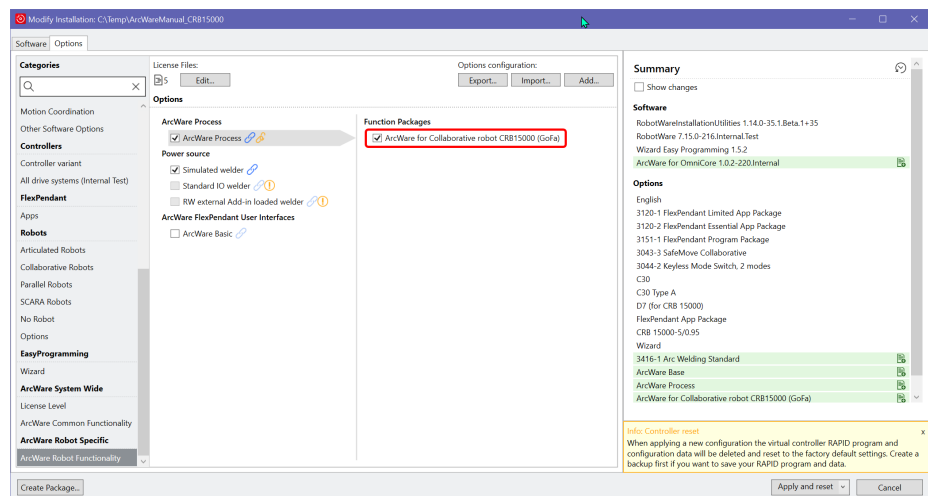 Modify Installation: C:\Temp\ArcWareManual_CRB15000
Software Options
Categories
Motion Coordination
Other Software Options
Controllers
Controller variant
All drive systems (Internal Test)
FlexPendant
Apps
Robots
Articulated Robots
Collaborative Robots
Parallel Robots
SCARA Robots
No Robot
Options
EasyProgramming
Wizard
ArcWare System Wide
License Level
ArcWare Common Functionality
ArcWare Robot Specific
ArcWare Robot Functionality
License Files:
5 Edit...
Options configuration:
Export... Import... Add...
Options
ArcWare Process
ArcWare Process
Power source
Simulated welder
Standard IO welder
RW external Add-in loaded welder
ArcWare FlexPendant User Interfaces
ArcWare Basic
Function Packages
ArcWare for Collaborative robot CRB15000 (GoFa)
Summary
Show changes
Software
RobotWareInstallationUtilities 1.14.0-35.1.Beta.1+35
RobotWare 7.15.0-216.Internal.Test
Wizard Easy Programming 1.5.2
ArcWare for OmniCore 1.0.2-220.Internal
Options
English
3120-1 FlexPendant Limited App Package
3120-2 FlexPendant Essential App Package
3151-1 FlexPendant Program Package
3043-3 SafeMove Collaborative
3044-2 Keyless Mode Switch, 2 modes
C30
C30 Type A
D7 (for CRB 15000)
FlexPendant App Package
CRB 15000-5/0.95
Wizard
3416-1 Arc Welding Standard
ArcWare Base
ArcWare Process
ArcWare for Collaborative robot CRB15000 (GoFa)
Info: Controller reset x
When applying a new configuration the virtual controller RAPID program and
configuration data will be deleted and reset to the factory default settings. Create a
backup first if you want to save your RAPID program and data.
Create Package...
Apply and reset
Cancel